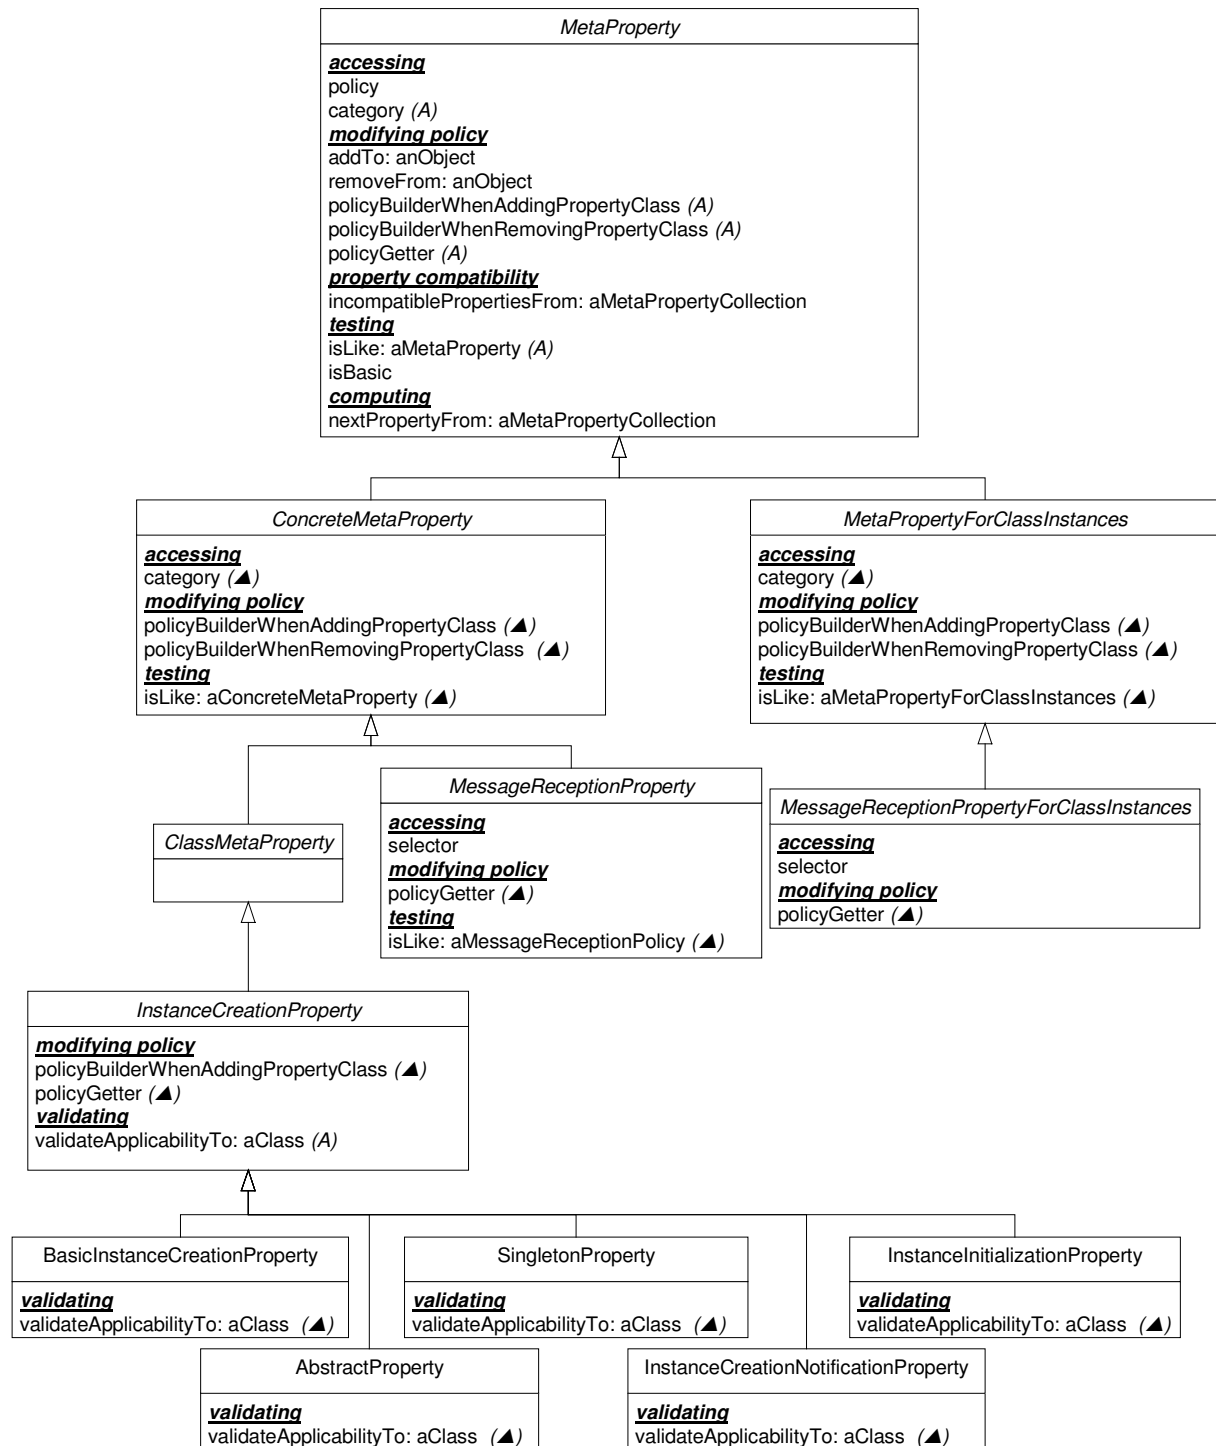 MetaProperty
accessing
policy
category (A)
modifying policy
addTo: anObject
removeFrom: anObject
policyBuilderWhenAddingPropertyClass (A)
policyBuilderWhenRemovingPropertyClass (A)
policyGetter (A)
property compatibility
incompatiblePropertiesFrom: aMetaPropertyCollection
testing
isLike: aMetaProperty (A)
isBasic
computing
nextPropertyFrom: aMetaPropertyCollection
ConcreteMetaProperty
accessing
category (▲)
modifying policy
policyBuilderWhenAddingPropertyClass (▲)
policyBuilderWhenRemovingPropertyClass (▲)
testing
isLike: aConcreteMetaProperty (▲)
MetaPropertyForClassInstances
accessing
category (▲)
modifying policy
policyBuilderWhenAddingPropertyClass (▲)
policyBuilderWhenRemovingPropertyClass (▲)
testing
isLike: aMetaPropertyForClassInstances (▲)
ClassMetaProperty
MessageReceptionProperty
accessing
selector
modifying policy
policyGetter (▲)
testing
isLike: aMessageReceptionPolicy (▲)
MessageReceptionPropertyForClassInstances
accessing
selector
modifying policy
policyGetter (▲)
InstanceCreationProperty
modifying policy
policyBuilderWhenAddingPropertyClass (▲)
policyGetter (▲)
validating
validateApplicabilityTo: aClass (A)
BasicInstanceCreationProperty
validating
validateApplicabilityTo: aClass (▲)
SingletonProperty
validating
validateApplicabilityTo: aClass (▲)
InstanceInitializationProperty
validating
validateApplicabilityTo: aClass (▲)
AbstractProperty
validating
validateApplicabilityTo: aClass (▲)
InstanceCreationNotificationProperty
validating
validateApplicabilityTo: aClass (▲)